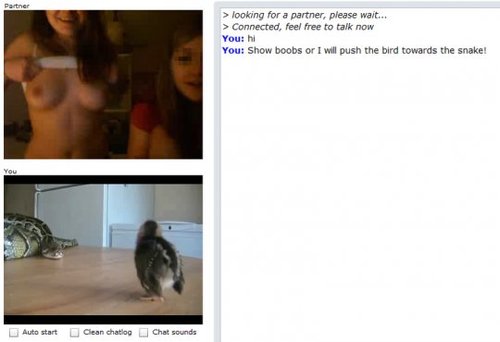 Partner
> looking for a partner, please wait...
> Connected, feel free to talk now
You: hi
You: Show boobs or I will push the bird towards the snake!
You
Auto start
Clean chatlog
Chat sounds